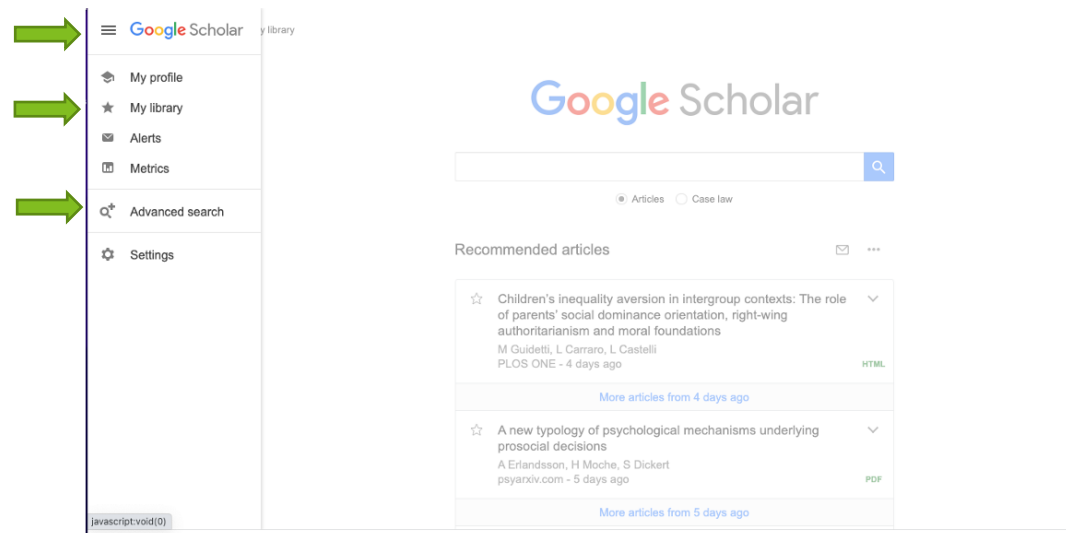 Google Scholar
y library
My profile
My library
Alerts
Metrics
Advanced search
Settings
Google Scholar
Articles Case law
Recommended articles
Children's inequality aversion in intergroup contexts: The role
of parents' social dominance orientation, right-wing
authoritarianism and moral foundations
M Guidetti, L Carraro, L Castelli
PLOS ONE - 4 days ago
HTML
More articles from 4 days ago
A new typology of psychological mechanisms underlying
prosocial decisions
A Erlandsson, H Moche, S Dickert
psyarxiv.com - 5 days ago
PDF
More articles from 5 days ago
javascript:void(0)